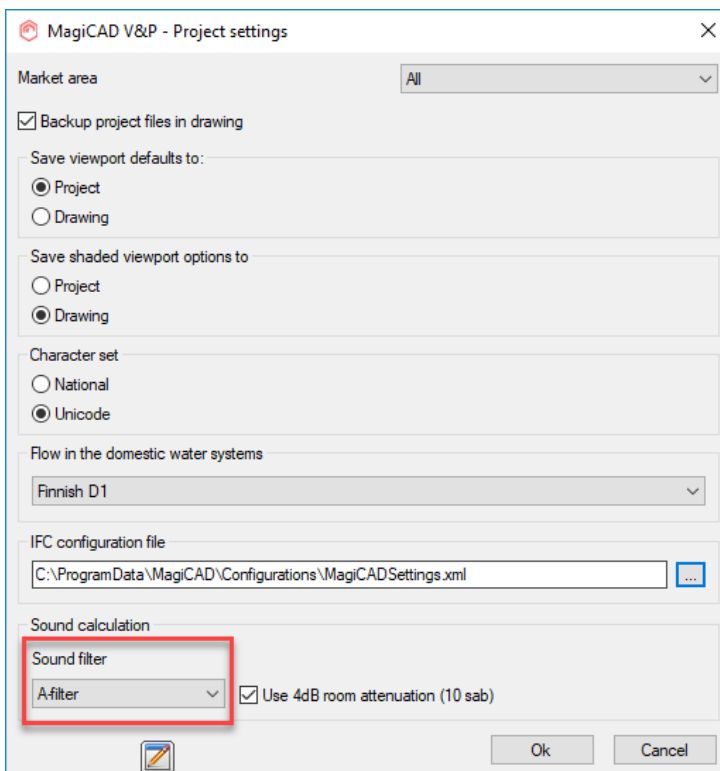 MagiCAD V&P - Project settings
Market area
All
Backup project files in drawing
Save viewport defaults to:
Project
Drawing
Save shaded viewport options to
Project
Drawing
Character set
National
Unicode
Flow in the domestic water systems
Finnish D1
IFC configuration file
C:\ProgramData\MagiCAD\Configurations\MagiCADSettings.xml
...
Sound calculation
Sound filter
A-filter
Use 4dB room attenuation (10 sab)
Ok
Cancel